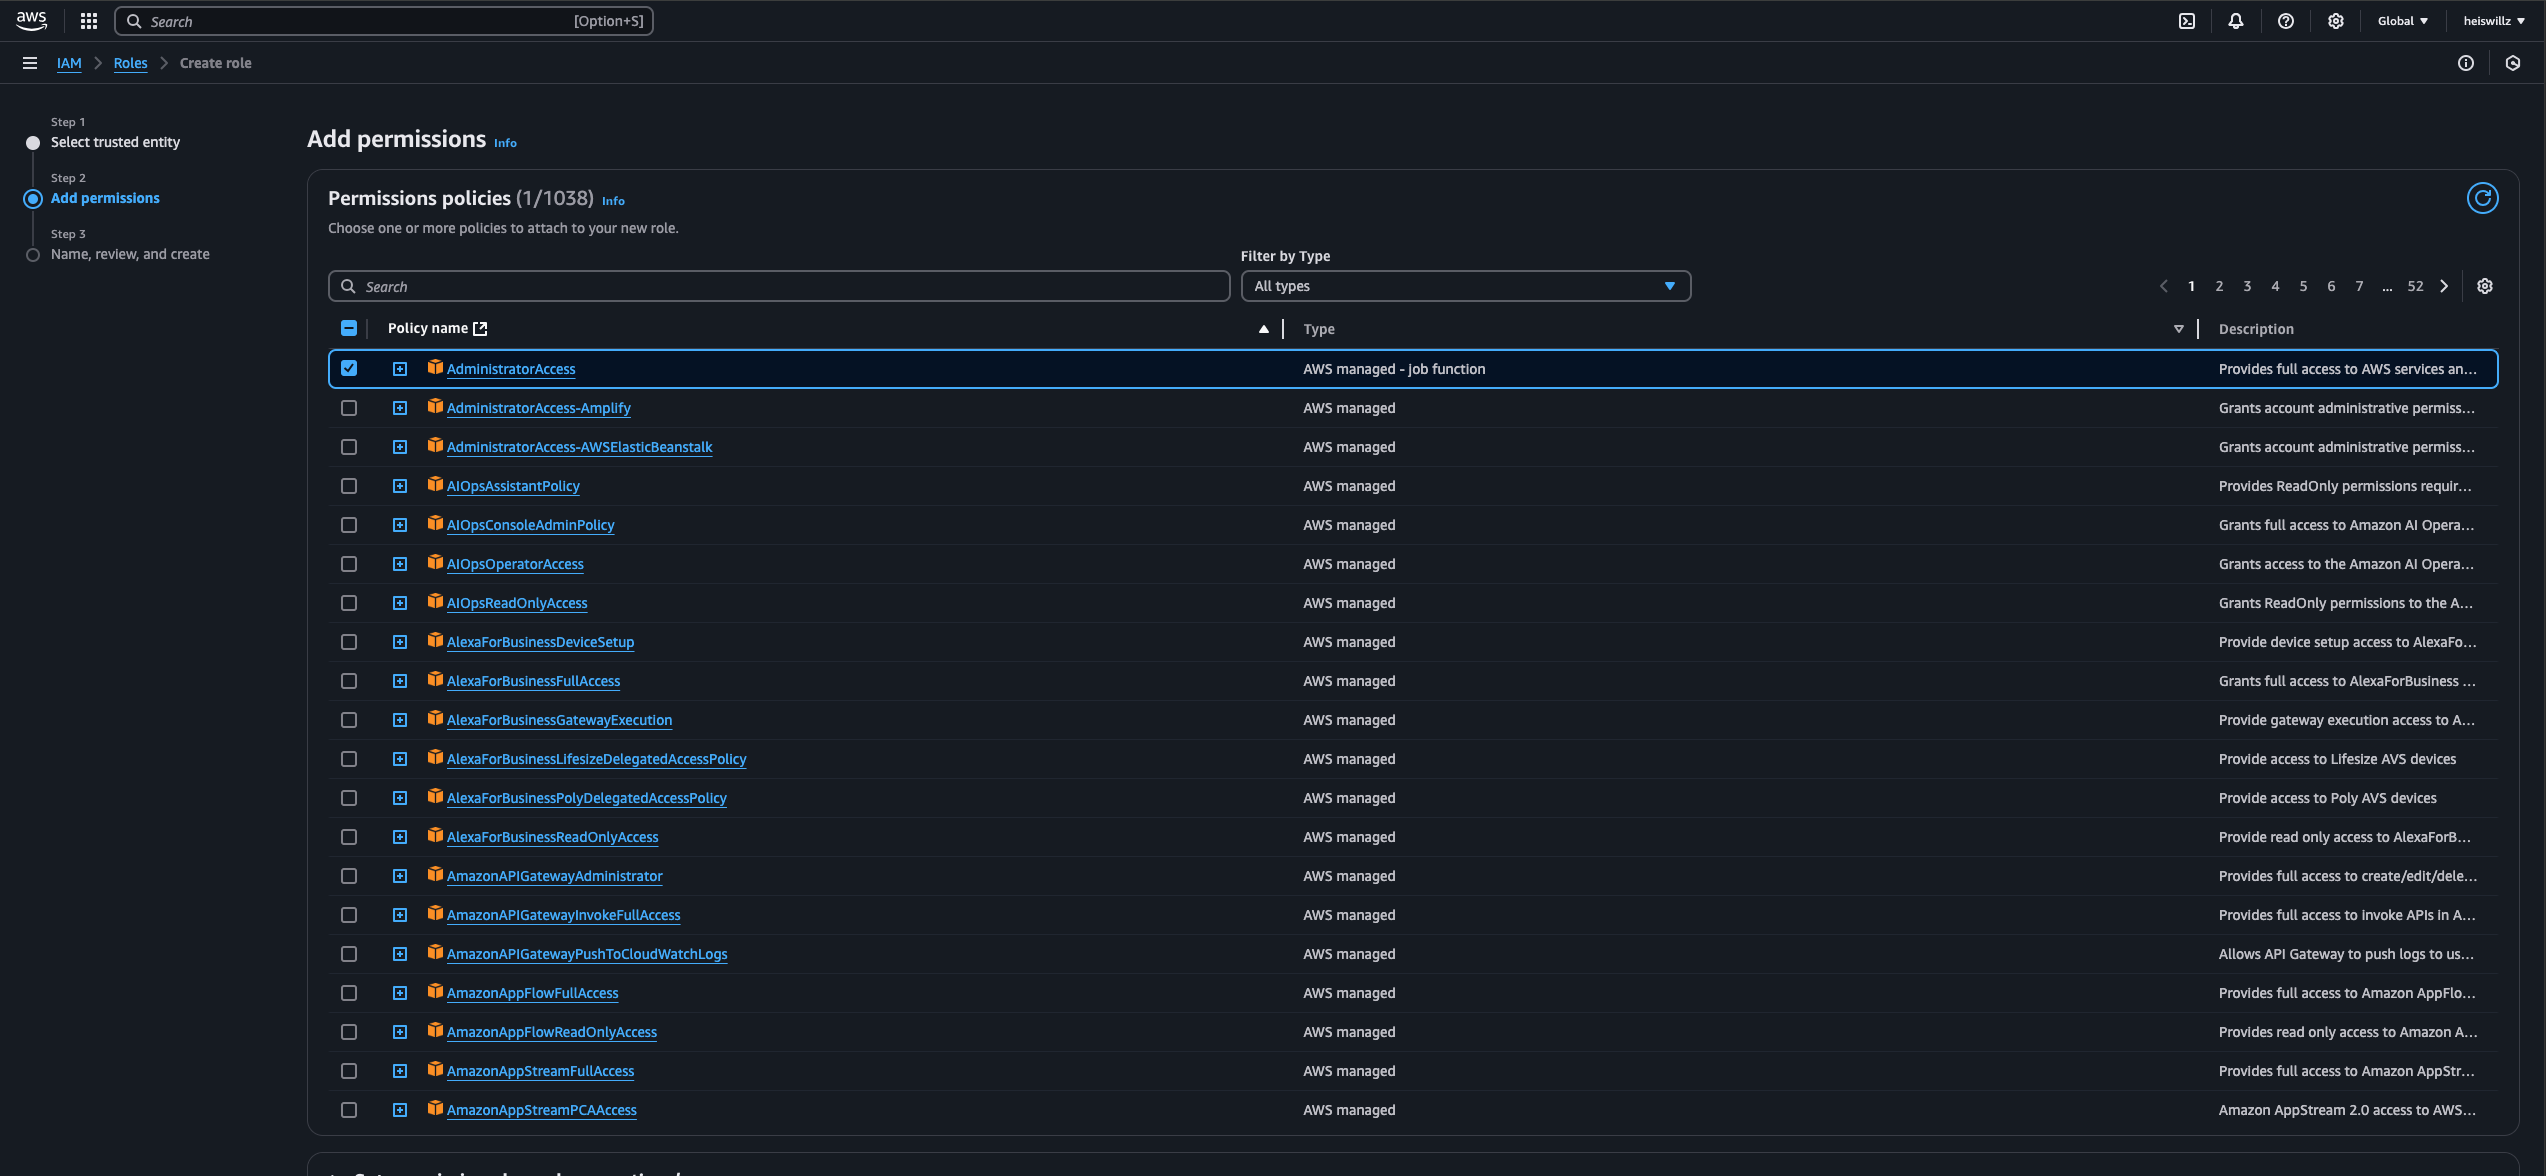 aws
Search [Option+S] Global heiswillz
IAM Roles Create role
Step 1
Select trusted entity
Step 2
Add permissions
Step 3
Name, review, and create
Add permissions Info
Permissions policies (1/1038) Info
Choose one or more policies to attach to your new role.
Filter by Type
Search All types 1 2 3 4 5 6 7 ... 52
Policy name Type Description
AdministratorAccess AWS managed - job function Provides full access to AWS services an...
AdministratorAccess-Amplify AWS managed Grants account administrative permiss...
AdministratorAccess-AWSElasticBeanstalk AWS managed Grants account administrative permiss...
AIOpsAssistantPolicy AWS managed Provides ReadOnly permissions requir...
AIOpsConsoleAdminPolicy AWS managed Grants full access to Amazon AI Opera...
AIOpsOperatorAccess AWS managed Grants access to the Amazon AI Opera...
AIOpsReadOnlyAccess AWS managed Grants ReadOnly permissions to the A...
AlexaForBusinessDeviceSetup AWS managed Provide device setup access to AlexaFo...
AlexaForBusinessFullAccess AWS managed Grants full access to AlexaForBusiness ...
AlexaForBusinessGatewayExecution AWS managed Provide gateway execution access to A...
AlexaForBusinessLifesizeDelegatedAccessPolicy AWS managed Provide access to Lifesize AVS devices
AlexaForBusinessPolyDelegatedAccessPolicy AWS managed Provide access to Poly AVS devices
AlexaForBusinessReadOnlyAccess AWS managed Provide read only access to AlexaForB...
AmazonAPIGatewayAdministrator AWS managed Provides full access to create/edit/dele...
AmazonAPIGatewayInvokeFullAccess AWS managed Provides full access to invoke APIs in A...
AmazonAPIGatewayPushToCloudWatchLogs AWS managed Allows API Gateway to push logs to us...
AmazonAppFlowFullAccess AWS managed Provides full access to Amazon AppFlo...
AmazonAppFlowReadOnlyAccess AWS managed Provides read only access to Amazon A...
AmazonAppStreamFullAccess AWS managed Provides full access to Amazon AppStr...
AmazonAppStreamPCAAccess AWS managed Amazon AppStream 2.0 access to AWS...